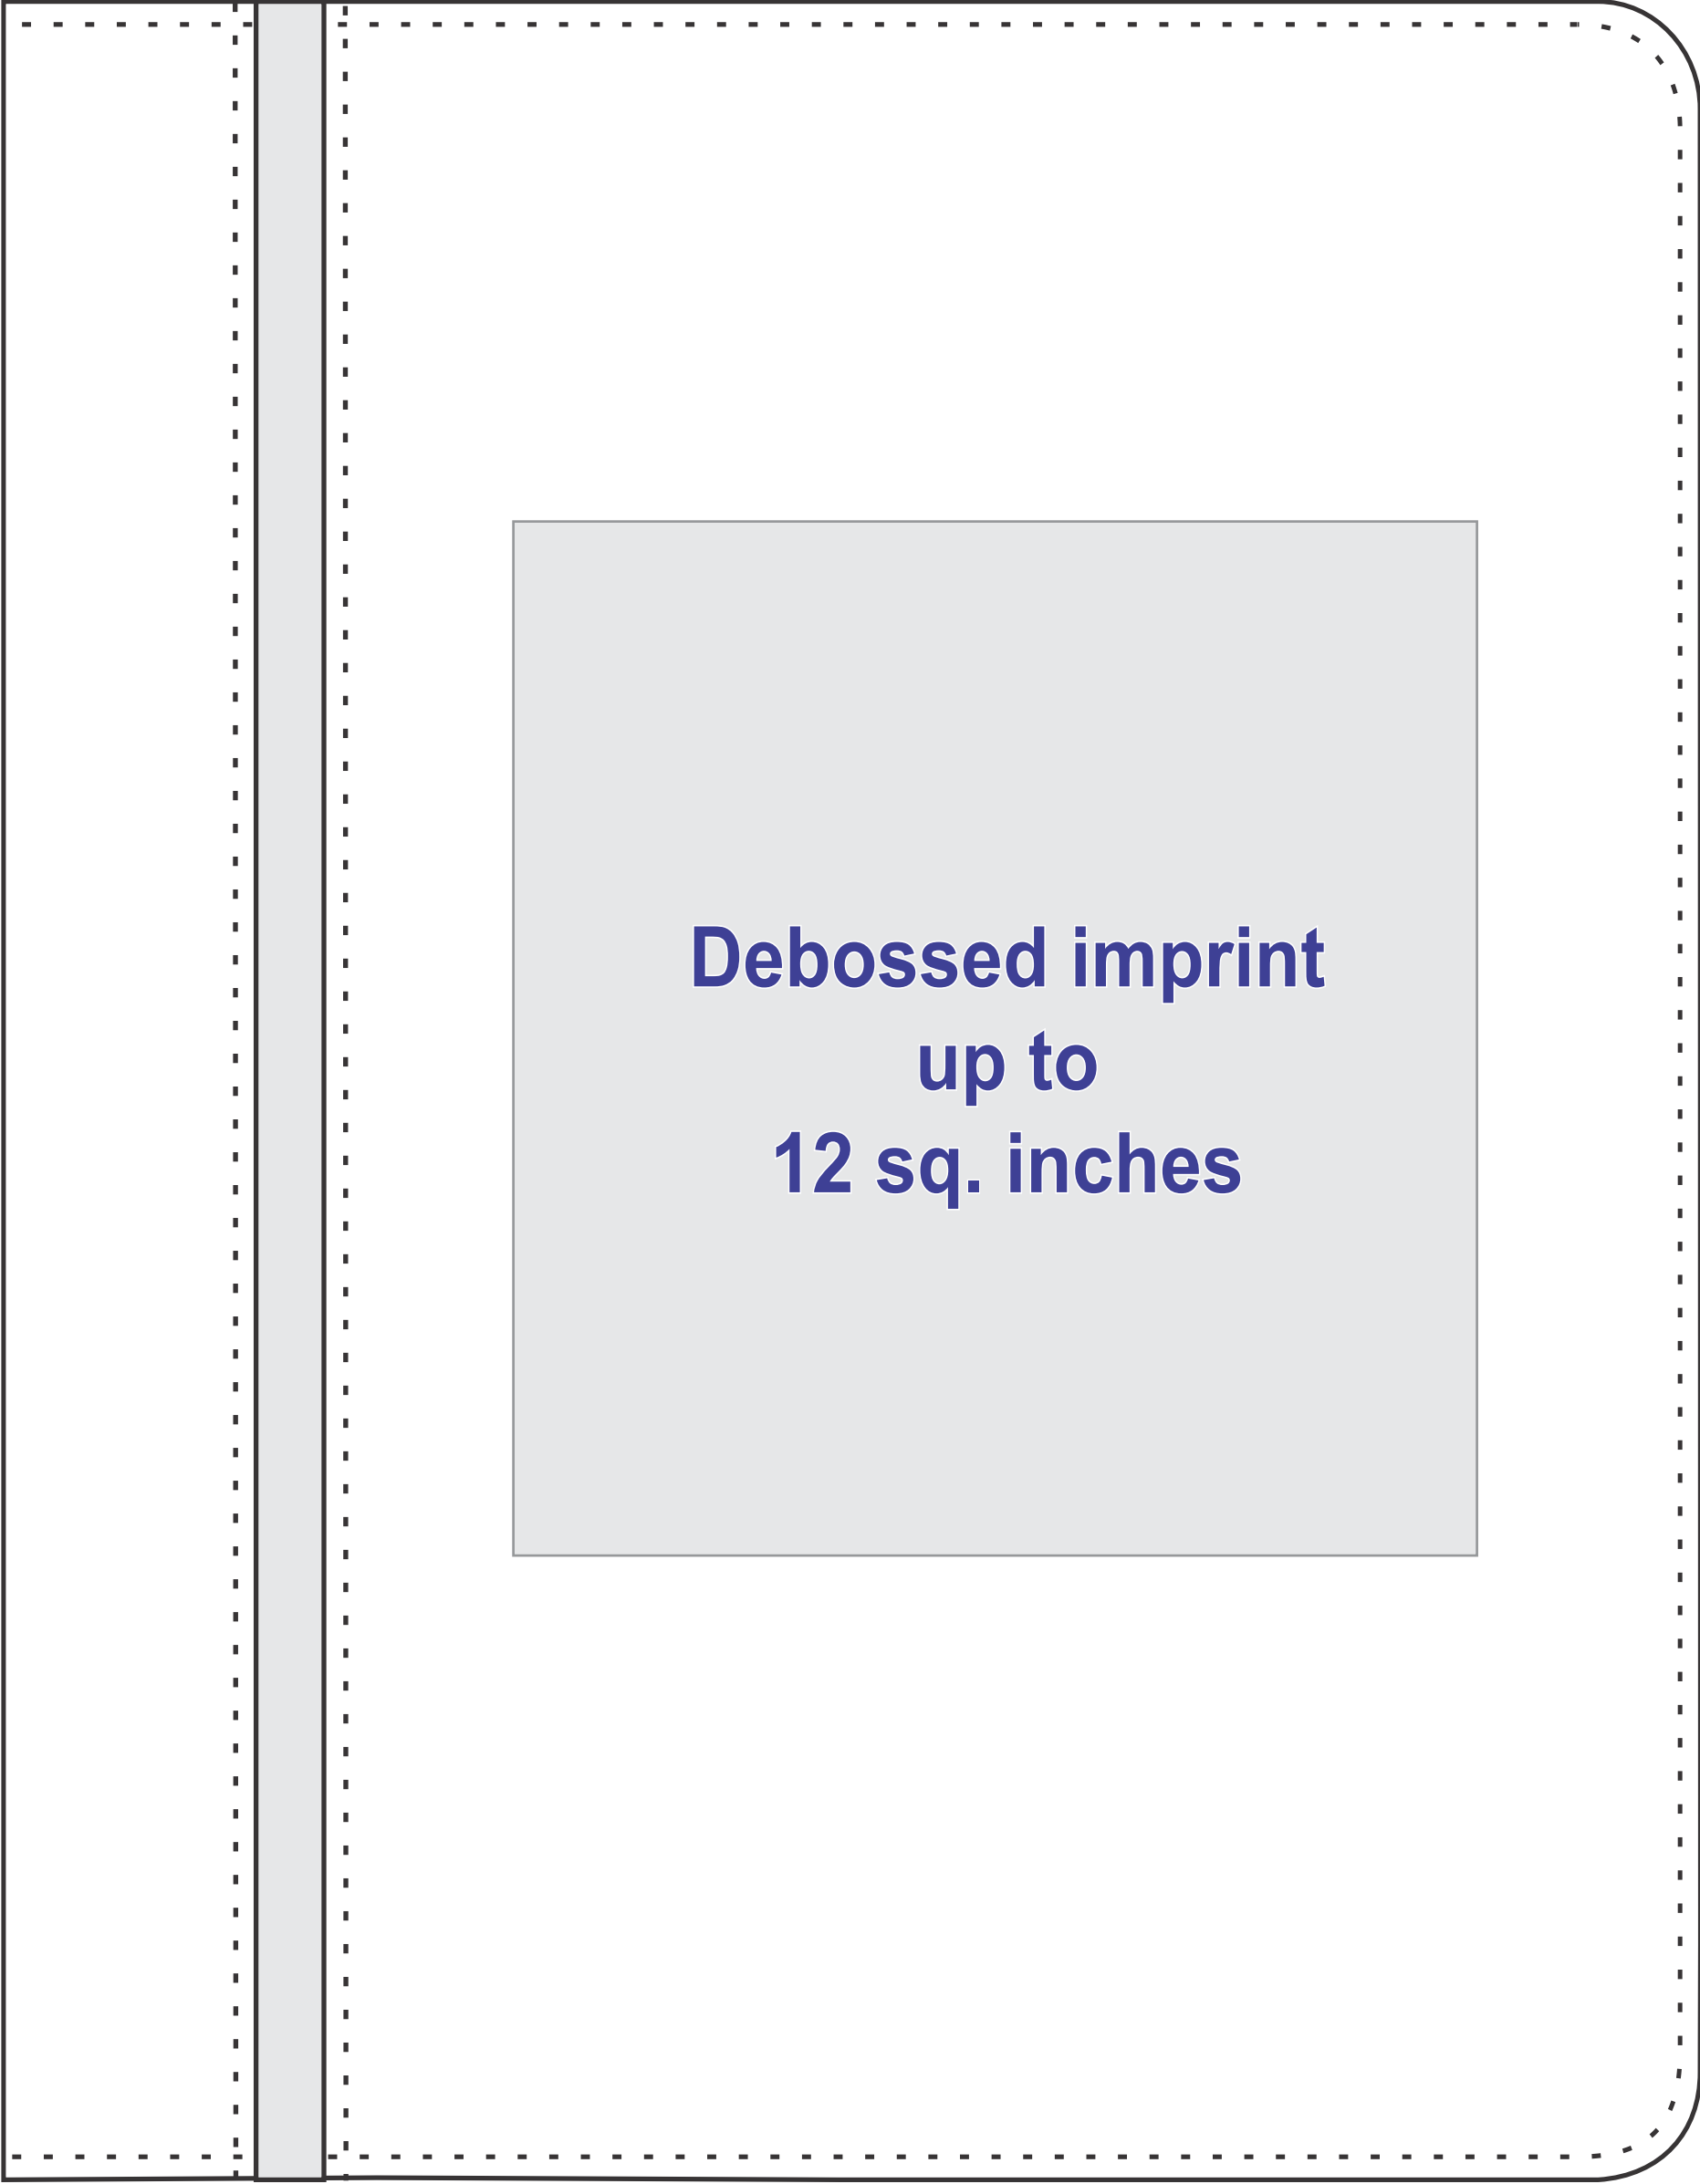 Debossed imprint
up to
12 sq. inches